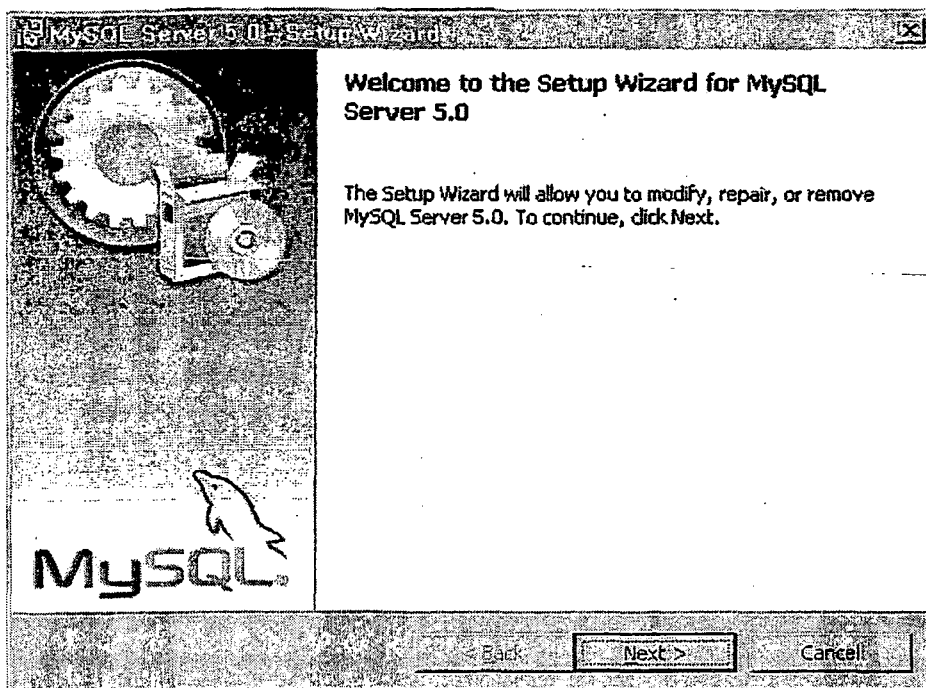 MySQL Server 5.0 - Setup Wizard
Welcome to the Setup Wizard for MySQL
Server 5.0
The Setup Wizard will allow you to modify, repair, or remove
MySQL Server 5.0. To continue, click Next.
MySQL
< Back
Next >
Cancel